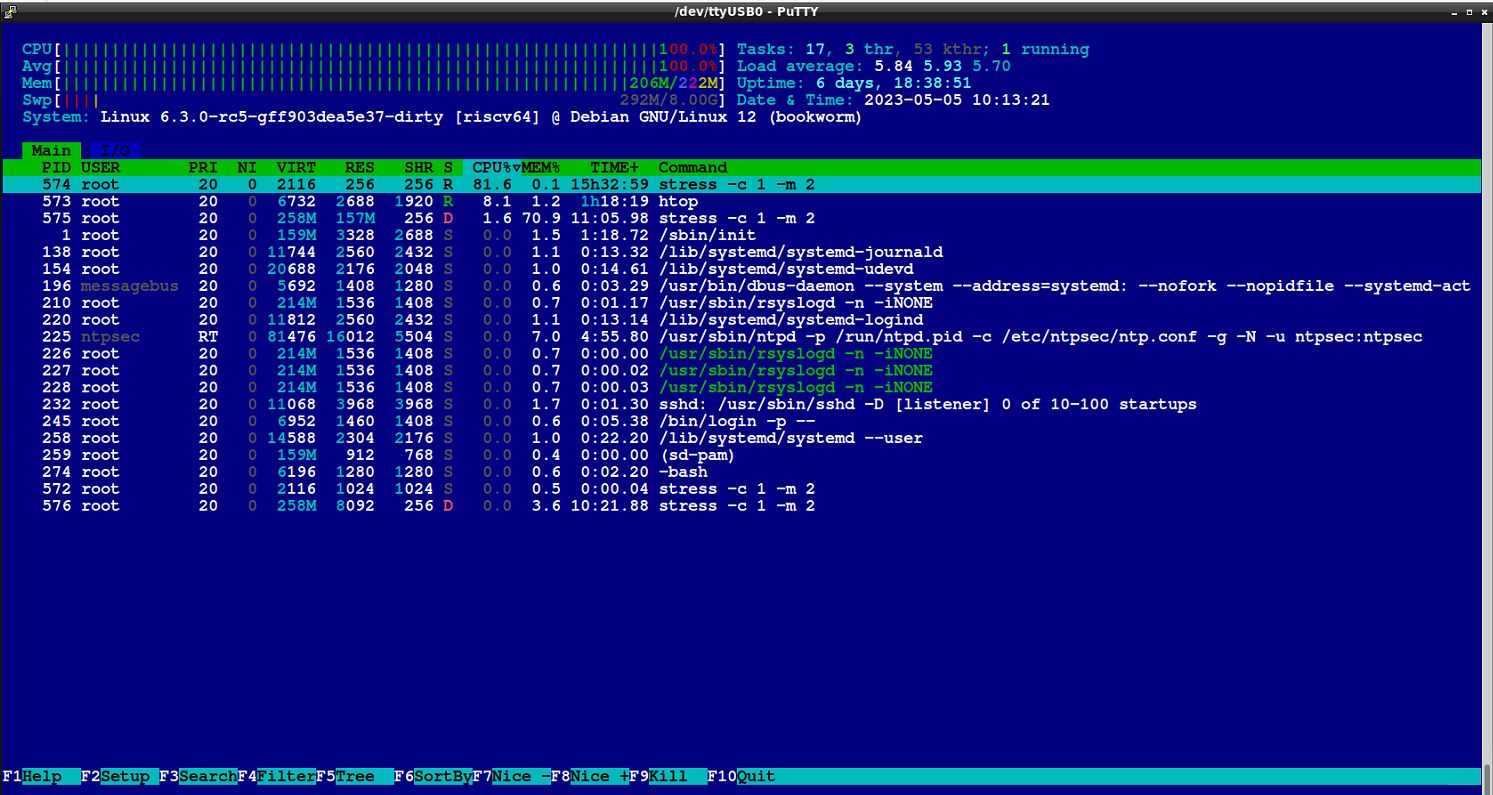 /dev/ttyUSB0 - PuTTY
CPU[||||||||||||||||||||||||||||||||||||||||||||||||||||||||||||||100.0%] Tasks: 17, 3 thr, 53 kthr; 1 running
Avg[||||||||||||||||||||||||||||||||||||||||||||||||||||||||||||||100.0%] Load average: 5.84 5.93 5.70
Mem[|||||||||||||||||||||||||||||||||||||||||||||||||||||||||||206M/222M] Uptime: 6 days, 18:38:51
Swp[|||| 292M/8.00G] Date & Time: 2023-05-05 10:13:21
System: Linux 6.3.0-rc5-gff903dea5e37-dirty [riscv64] @ Debian GNU/Linux 12 (bookworm)
Main I/O
PID USER PRI NI VIRT RES SHR S CPU%▽MEM% TIME+ Command
574 root 20 0 2116 256 256 R 81.6 0.1 15h32:59 stress -c 1 -m 2
573 root 20 0 6732 2688 1920 R 8.1 1.2 1h18:19 htop
575 root 20 0 258M 157M 256 D 1.6 70.9 11:05.98 stress -c 1 -m 2
1 root 20 0 159M 3328 2688 S 0.0 1.5 1:18.72 /sbin/init
138 root 20 0 11744 2560 2432 S 0.0 1.1 0:13.32 /lib/systemd/systemd-journald
154 root 20 0 20688 2176 2048 S 0.0 1.0 0:14.61 /lib/systemd/systemd-udevd
196 messagebus 20 0 5692 1408 1280 S 0.0 0.6 0:03.29 /usr/bin/dbus-daemon --system --address=systemd: --nofork --nopidfile --systemd-act
210 root 20 0 214M 1536 1408 S 0.0 0.7 0:01.17 /usr/sbin/rsyslogd -n -iNONE
220 root 20 0 11812 2560 2432 S 0.0 1.1 0:13.14 /lib/systemd/systemd-logind
225 ntpsec RT 0 81476 16012 5504 S 0.0 7.0 4:55.80 /usr/sbin/ntpd -p /run/ntpd.pid -c /etc/ntpsec/ntp.conf -g -N -u ntpsec:ntpsec
226 root 20 0 214M 1536 1408 S 0.0 0.7 0:00.00 /usr/sbin/rsyslogd -n -iNONE
227 root 20 0 214M 1536 1408 S 0.0 0.7 0:00.02 /usr/sbin/rsyslogd -n -iNONE
228 root 20 0 214M 1536 1408 S 0.0 0.7 0:00.03 /usr/sbin/rsyslogd -n -iNONE
232 root 20 0 11068 3968 3968 S 0.0 1.7 0:01.30 sshd: /usr/sbin/sshd -D [listener] 0 of 10-100 startups
245 root 20 0 6952 1460 1408 S 0.0 0.6 0:05.38 /bin/login -p --
258 root 20 0 14588 2304 2176 S 0.0 1.0 0:22.20 /lib/systemd/systemd --user
259 root 20 0 159M 912 768 S 0.0 0.4 0:00.00 (sd-pam)
274 root 20 0 6196 1280 1280 S 0.0 0.6 0:02.20 -bash
572 root 20 0 2116 1024 1024 S 0.0 0.5 0:00.04 stress -c 1 -m 2
576 root 20 0 258M 8092 256 D 0.0 3.6 10:21.88 stress -c 1 -m 2
F1Help F2Setup F3SearchF4FilterF5Tree F6SortByF7Nice -F8Nice +F9Kill F10Quit